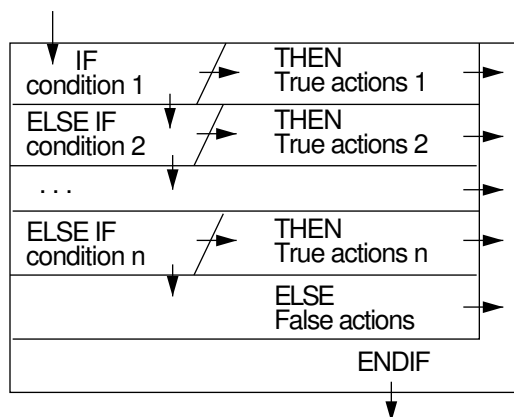 IF
condition 1
THEN
True actions 1
ELSE IF
condition 2
THEN
True actions 2
. . .
ELSE IF
condition n
THEN
True actions n
ELSE
False actions
ENDIF